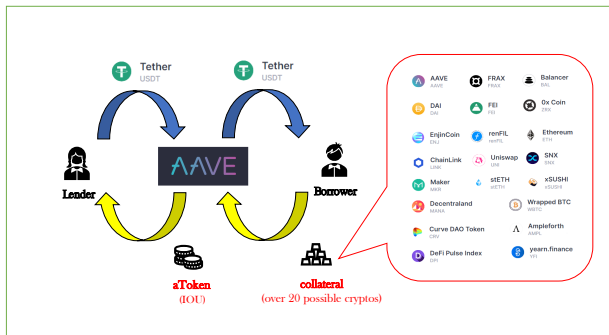 Tether
USDT
Tether
USDT
AAVE
Lender
Borrower
aToken
(IOU)
collateral
(over 20 possible cryptos)
AAVE
AAVE
FRAX
FRAX
Balancer
BAL
DAI
DAI
FEI
FEI
0x Coin
ZRX
EnjinCoin
ENJ
renFIL
renFIL
Ethereum
ETH
ChainLink
LINK
Uniswap
UNI
SNX
SNX
Maker
MKR
stETH
stETH
xSUSHI
xSUSHI
Decentraland
MANA
Wrapped BTC
WBTC
Curve DAO Token
CRV
Ampleforth
AMPL
DeFi Pulse Index
DPI
yearn.finance
YFI